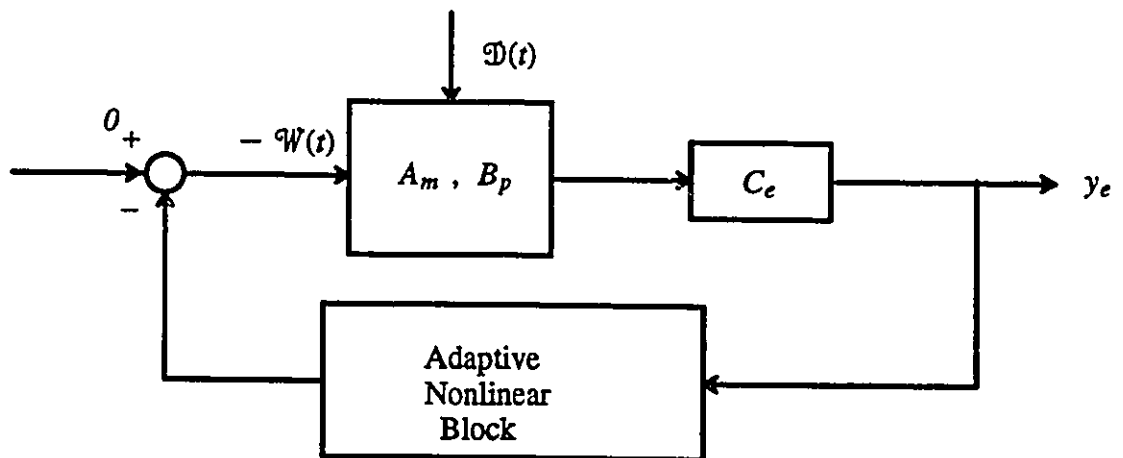 𝒟(t)
0 +
− 𝒲(t)
−
A_m , B_p
C_e
y_e
Adaptive
Nonlinear
Block